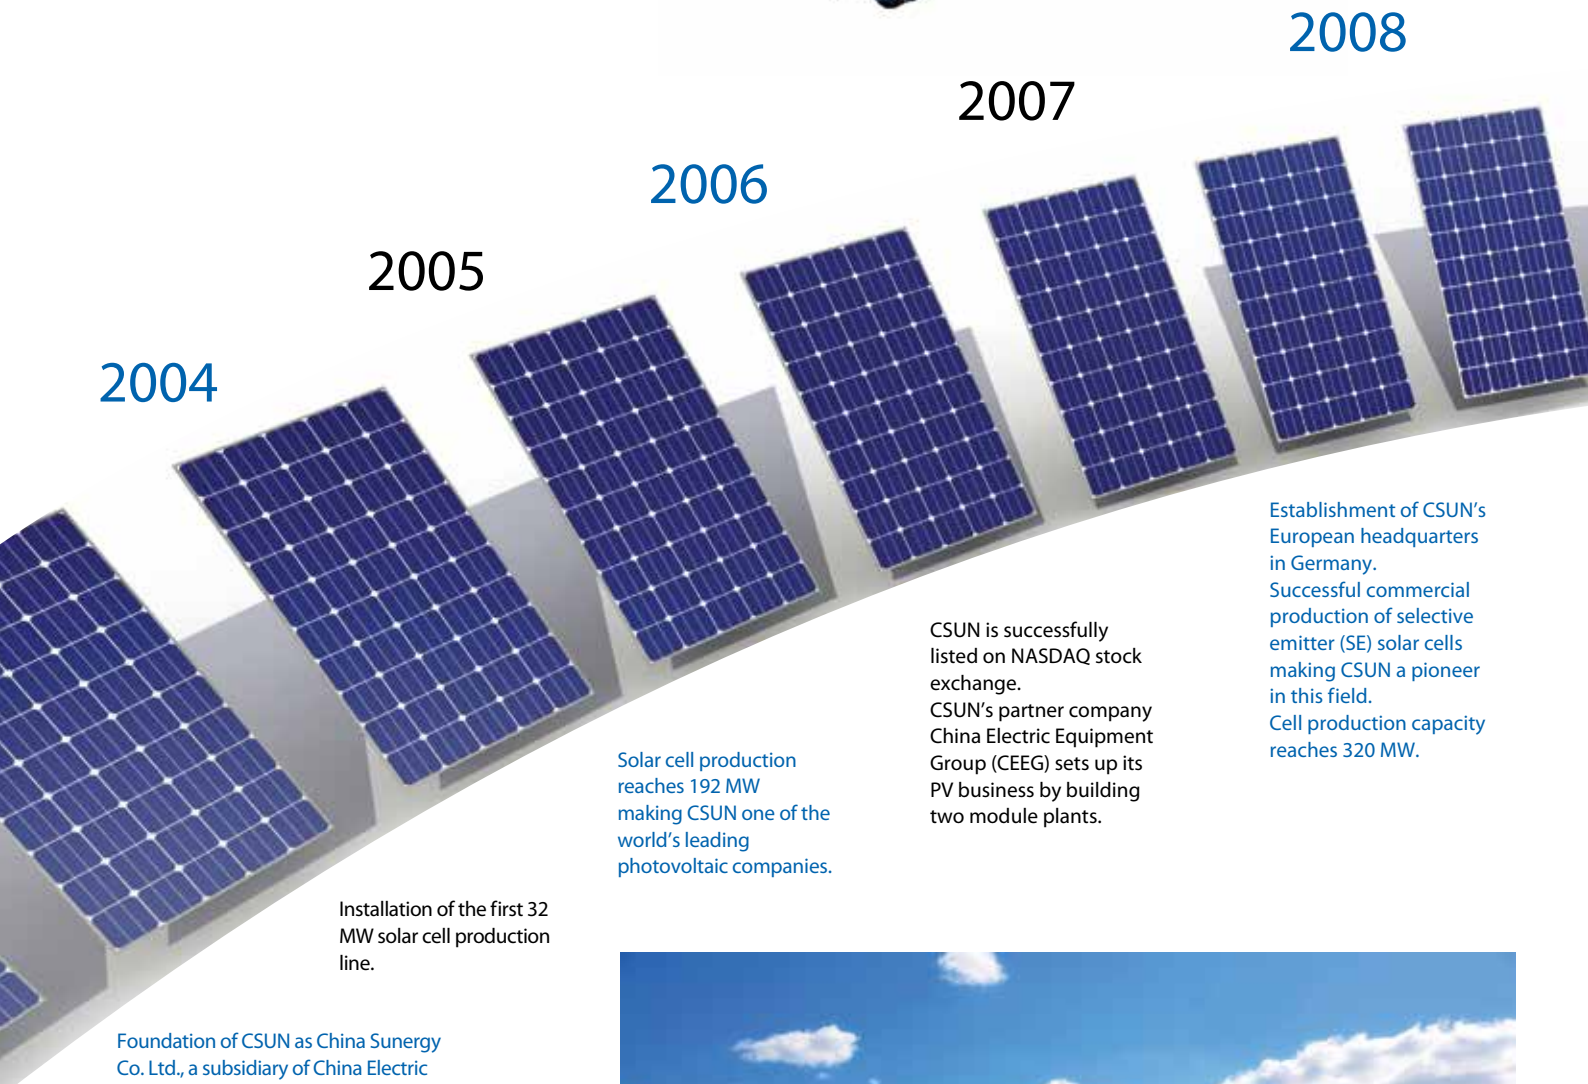 2008
2007
2006
2005
2004
Establishment of CSUN’s
European headquarters
in Germany.
Successful commercial
production of selective
emitter (SE) solar cells
making CSUN a pioneer
in this field.
Cell production capacity
reaches 320 MW.
CSUN is successfully
listed on NASDAQ stock
exchange.
CSUN’s partner company
China Electric Equipment
Group (CEEG) sets up its
PV business by building
two module plants.
Solar cell production
reaches 192 MW
making CSUN one of the
world’s leading
photovoltaic companies.
Installation of the first 32
MW solar cell production
line.
Foundation of CSUN as China Sunergy
Co. Ltd., a subsidiary of China Electric